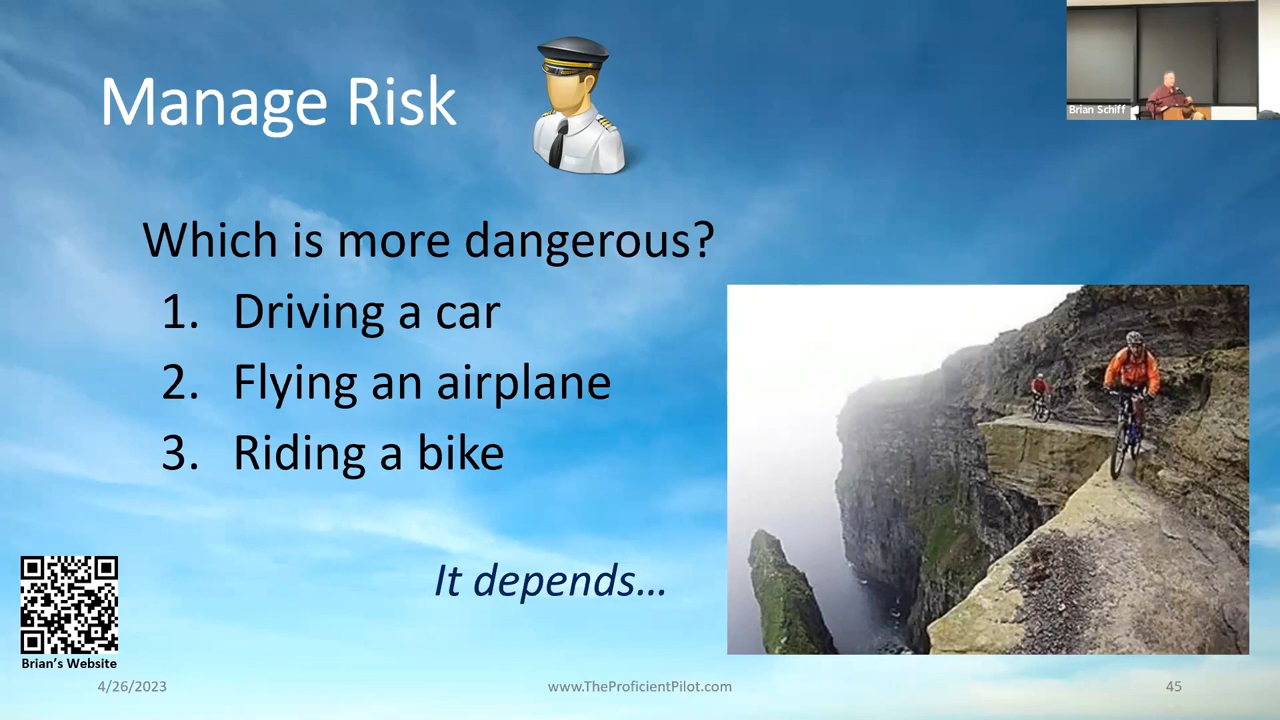 Manage Risk
Brian Schiff
Which is more dangerous?
1. Driving a car
2. Flying an airplane
3. Riding a bike
It depends...
Brian's Website
4/26/2023
www.TheProficientPilot.com
45